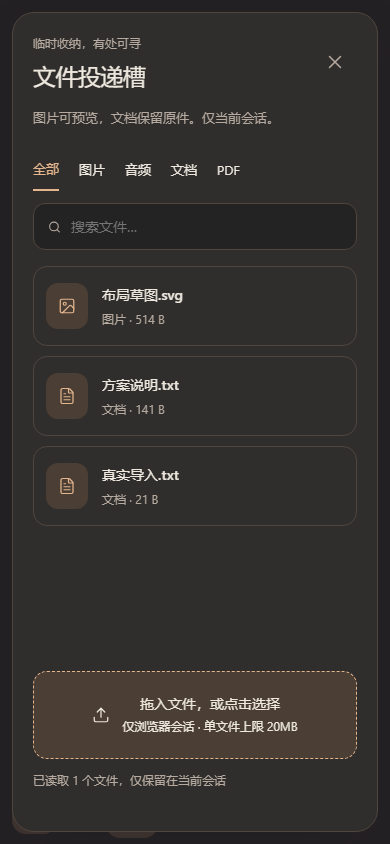 临时收纳，有处可寻
文件投递槽
图片可预览，文档保留原件。仅当前会话。
全部 图片 音频 文档 PDF
搜索文件...
布局草图.svg
图片 · 514 B
方案说明.txt
文档 · 141 B
真实导入.txt
文档 · 21 B
拖入文件，或点击选择
仅浏览器会话 · 单文件上限 20MB
已读取 1 个文件，仅保留在当前会话